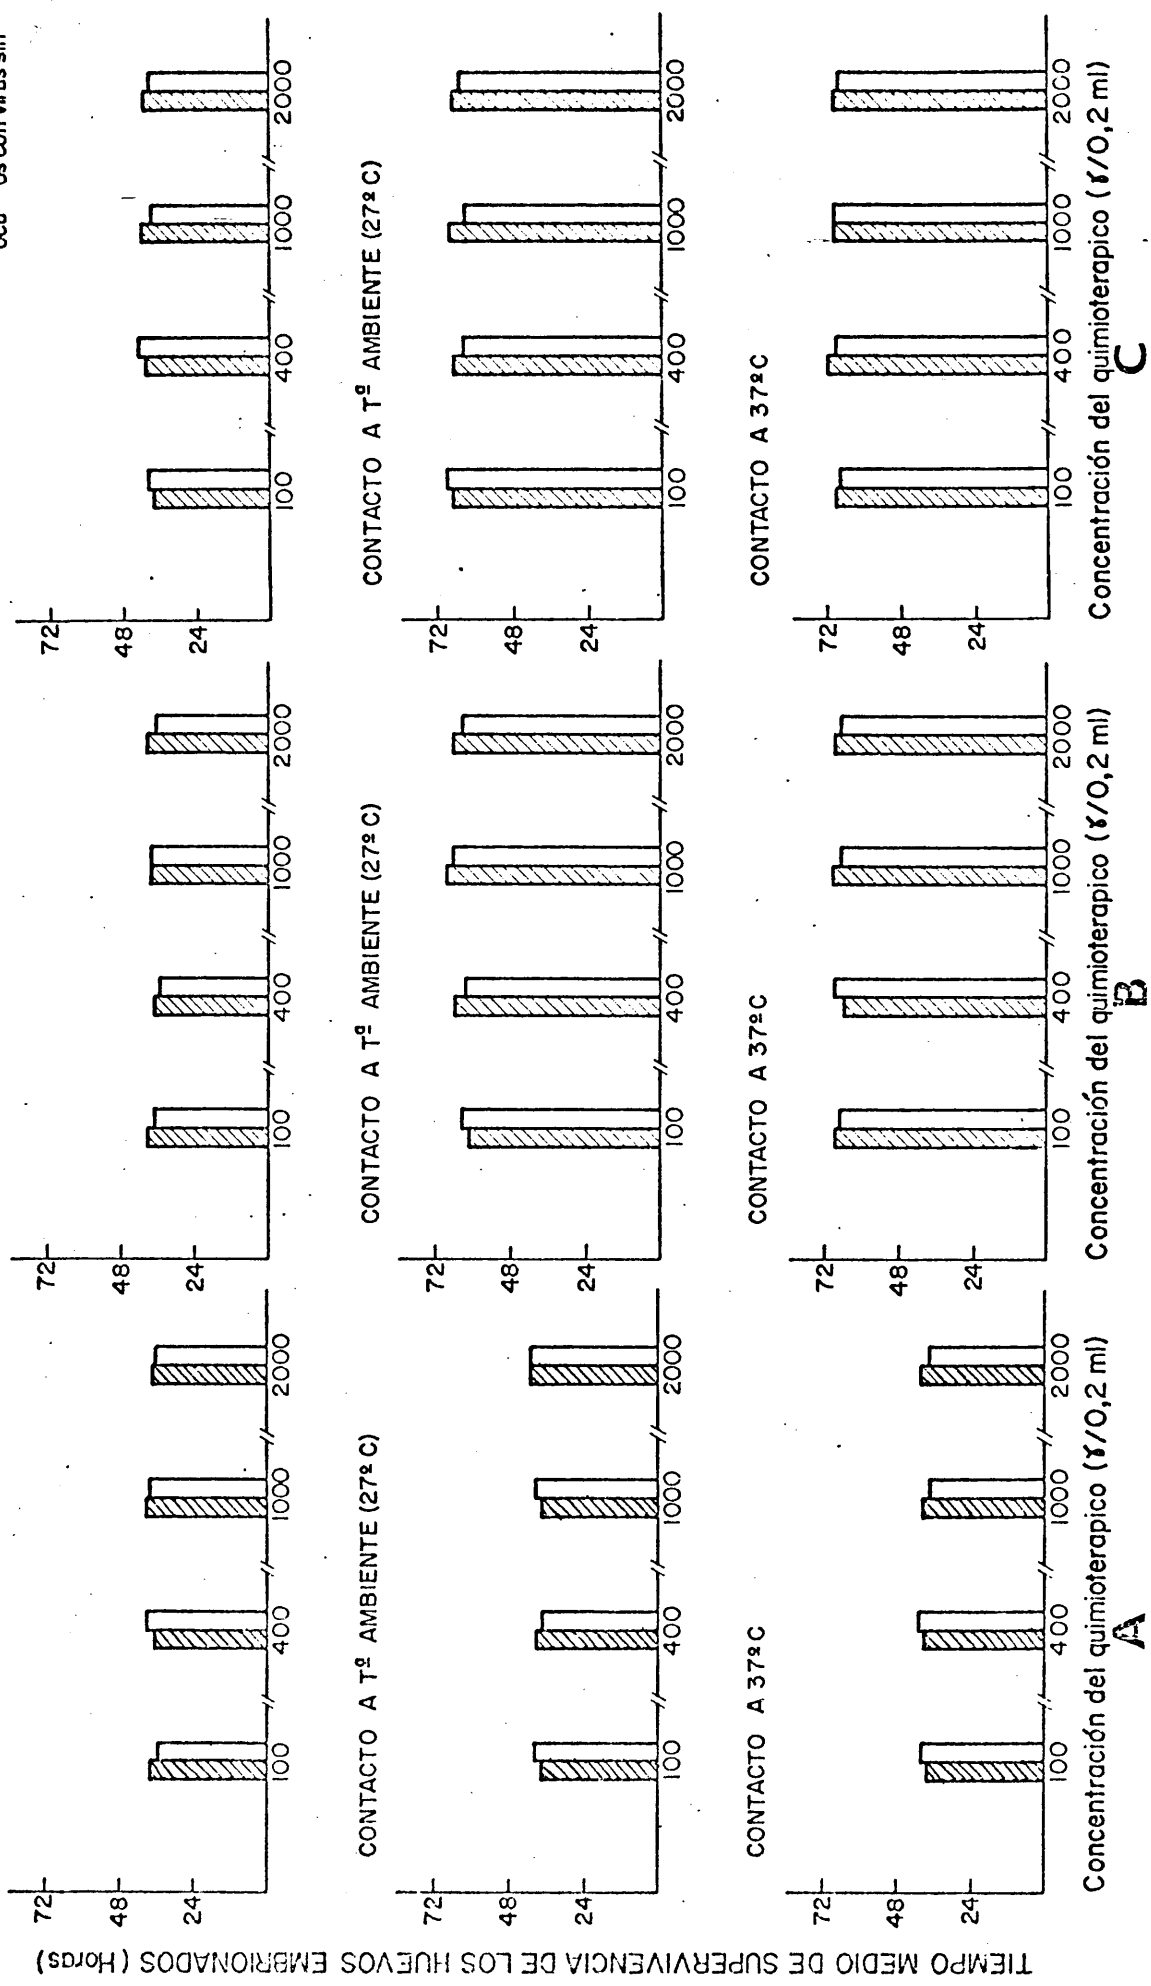 con virus sin
TIEMPO MEDIO DE SUPERVIVENCIA DE LOS HUEVOS EMBRIONADOS (Horas)
72
48
24
100 400 1000 2000
72
48
24
100 400 1000 2000
72
48
24
100 400 1000 2000
CONTACTO A Tª AMBIENTE (27º C)
72
48
24
100 400 1000 2000
CONTACTO A Tª AMBIENTE (27º C)
72
48
24
100 400 1000 2000
CONTACTO A Tª AMBIENTE (27º C)
72
48
24
100 400 1000 2000
CONTACTO A 37ºC
72
48
24
100 400 1000 2000
Concentración del quimioterapico (γ/0,2 ml)
A
CONTACTO A 37ºC
72
48
24
100 400 1000 2000
Concentración del quimioterapico (γ/0,2 ml)
B
CONTACTO A 37ºC
72
48
24
100 400 1000 2000
Concentración del quimioterapico (γ/0,2 ml)
C